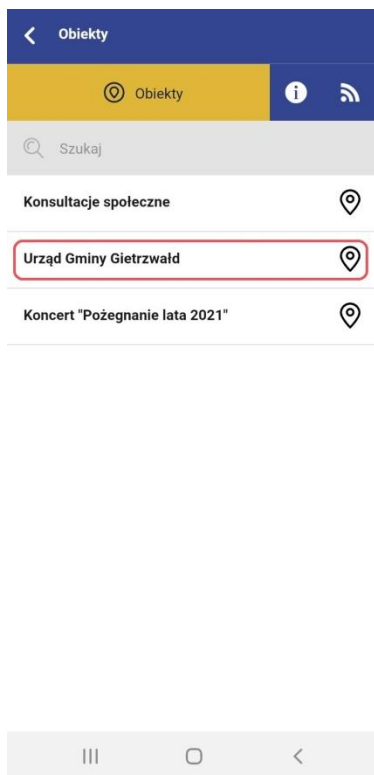 Obiekty
Obiekty
Szukaj
Konsultacje społeczne
Urząd Gminy Gietrzwałd
Koncert "Pożegnanie lata 2021"